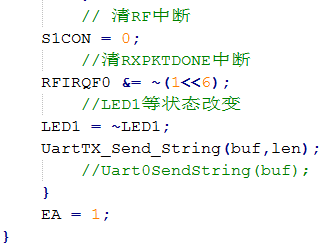 // 清RF中断
S1CON = 0;
//清RXPKTDONE中断
RFIRQF0 &= ~(1<<6);
//LED1等状态改变
LED1 = ~LED1;
UartTX_Send_String(buf,len);
//Uart0SendString(buf);
}
EA = 1;
}